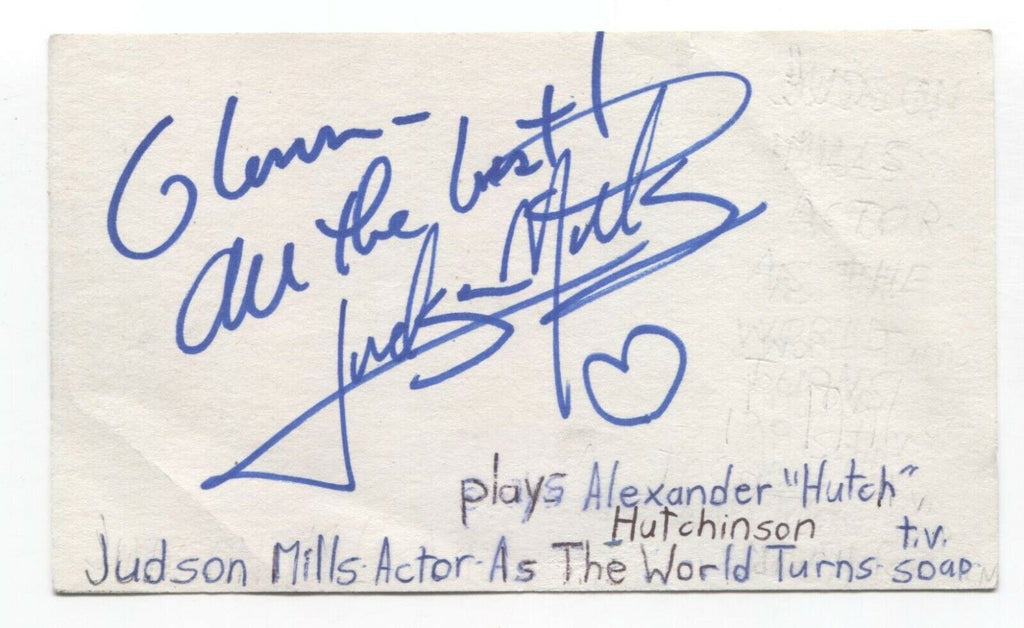 Glenn-
All the best!
Judson Mills
plays Alexander "Hutch"
Hutchinson t.v.
Judson Mills-Actor-As The World Turns-soap